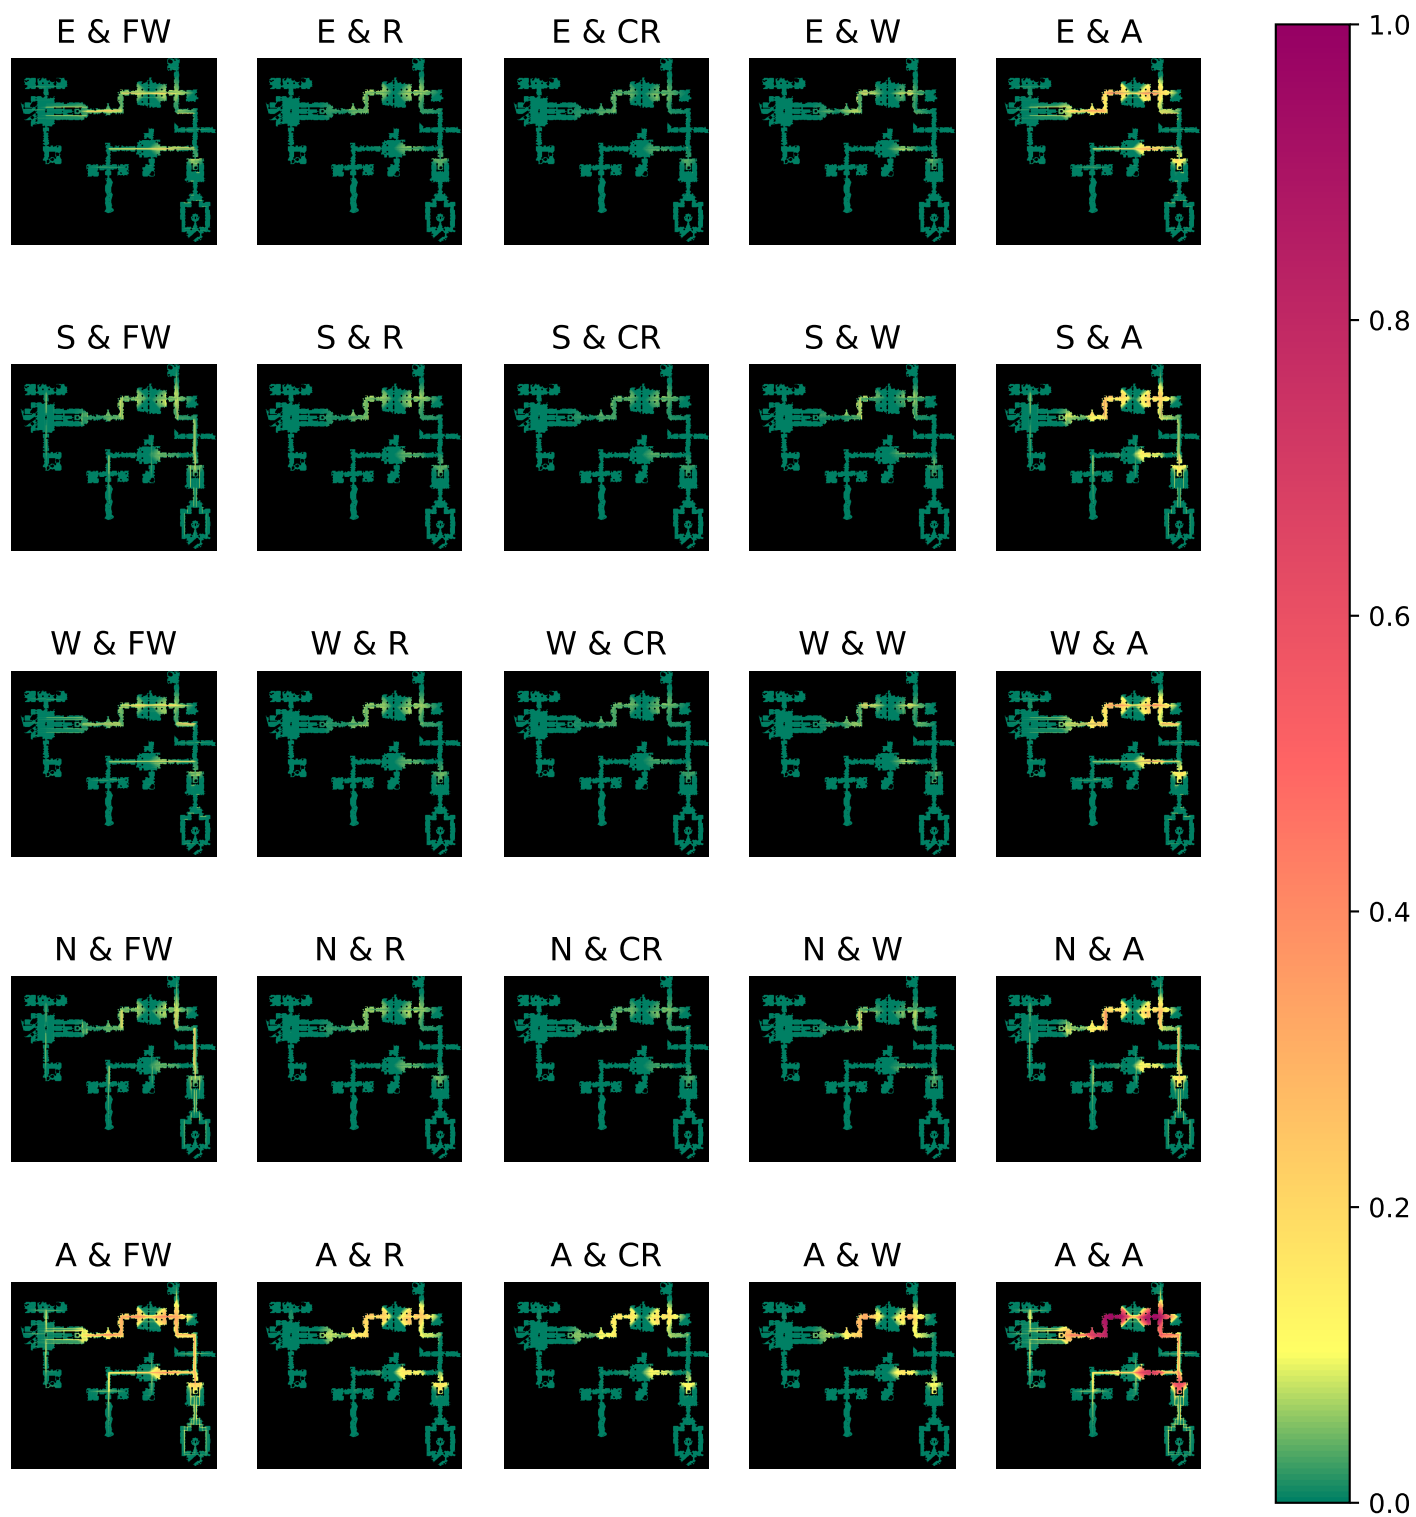 E & FW E & R E & CR E & W E & A
S & FW S & R S & CR S & W S & A
W & FW W & R W & CR W & W W & A
N & FW N & R N & CR N & W N & A
A & FW A & R A & CR A & W A & A
1.0
0.8
0.6
0.4
0.2
0.0